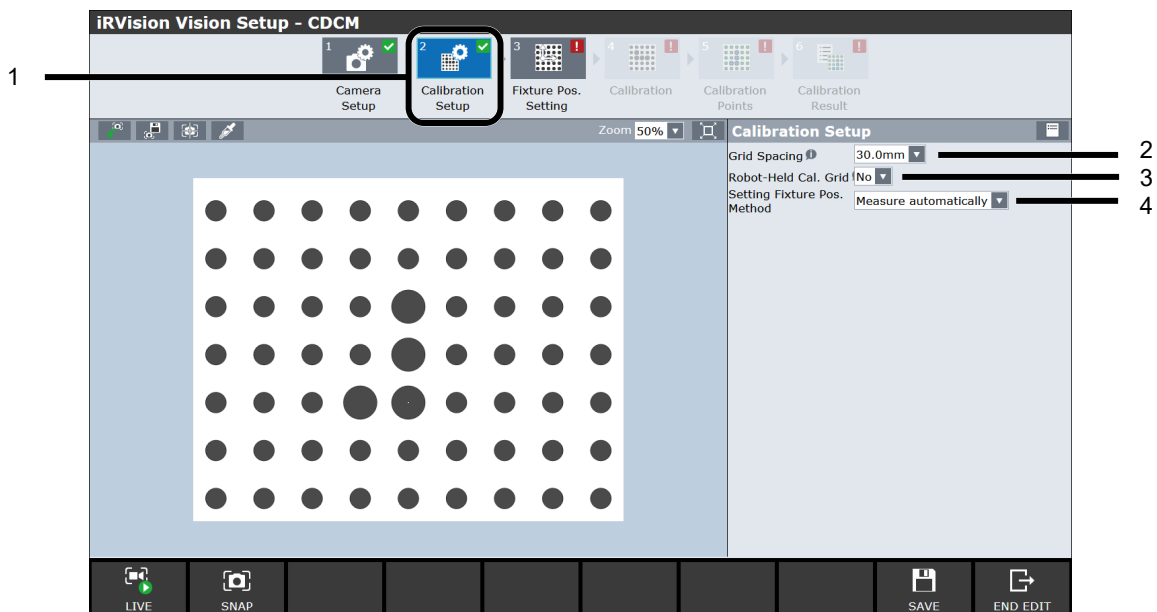 iRVision Vision Setup - CDCM
1 2 3 ! 4 ! 5 ! 6 !
Camera Setup
Calibration Setup
Fixture Pos. Setting
Calibration
Calibration Points
Calibration Result
1
Zoom 50%
Calibration Setup
Grid Spacing 30.0mm
2
Robot-Held Cal. Grid No
3
Setting Fixture Pos. Method Measure automatically
4
LIVE SNAP SAVE END EDIT